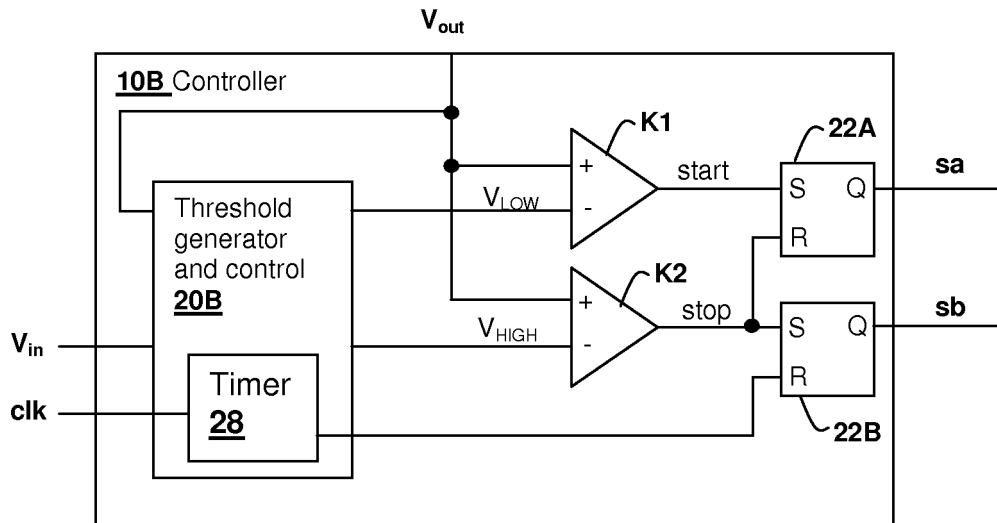 Vout
10B Controller
K1
22A
sa
start
+
-
VLOW
S Q
R
Threshold
generator
and control
20B
K2
+
-
stop
VHIGH
S Q
R
sb
Vin
clk
Timer
28
22B